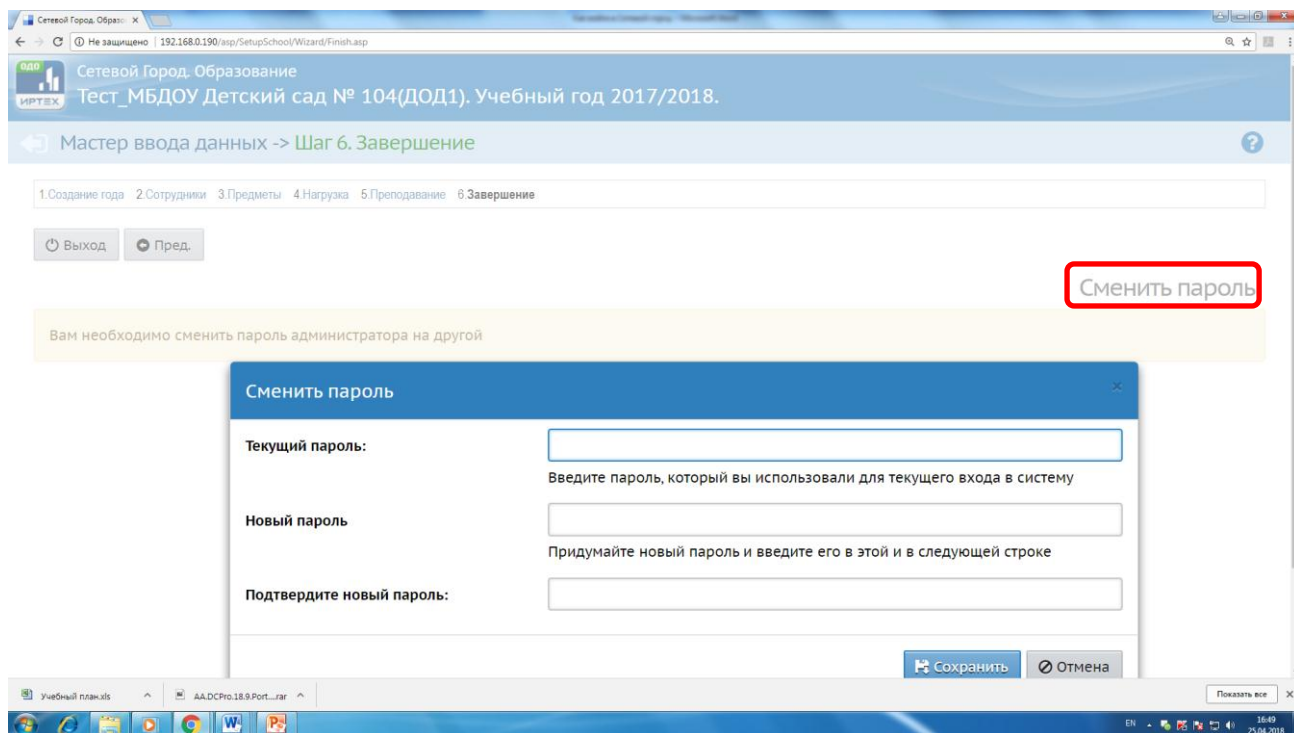 Сетевой Город. Образо
Не защищено | 192.168.0.190/asp/SetupSchool/Wizard/Finish.asp
ОДО
ИРТЕХ
Сетевой Город. Образование
Тест_МБДОУ Детский сад № 104(ДОД1). Учебный год 2017/2018.
Мастер ввода данных -> Шаг 6. Завершение
?
1.Создание года 2.Сотрудники 3.Предметы 4.Нагрузка 5.Преподавание 6.Завершение
Выход Пред.
Сменить пароль
Вам необходимо сменить пароль администратора на другой
Сменить пароль
Текущий пароль:
Введите пароль, который вы использовали для текущего входа в систему
Новый пароль
Придумайте новый пароль и введите его в этой и в следующей строке
Подтвердите новый пароль:
Сохранить Отмена
Учебный план.xls AA.DCPro.18.9.Port....rar Показать все
EN 16:49
25.04.2018